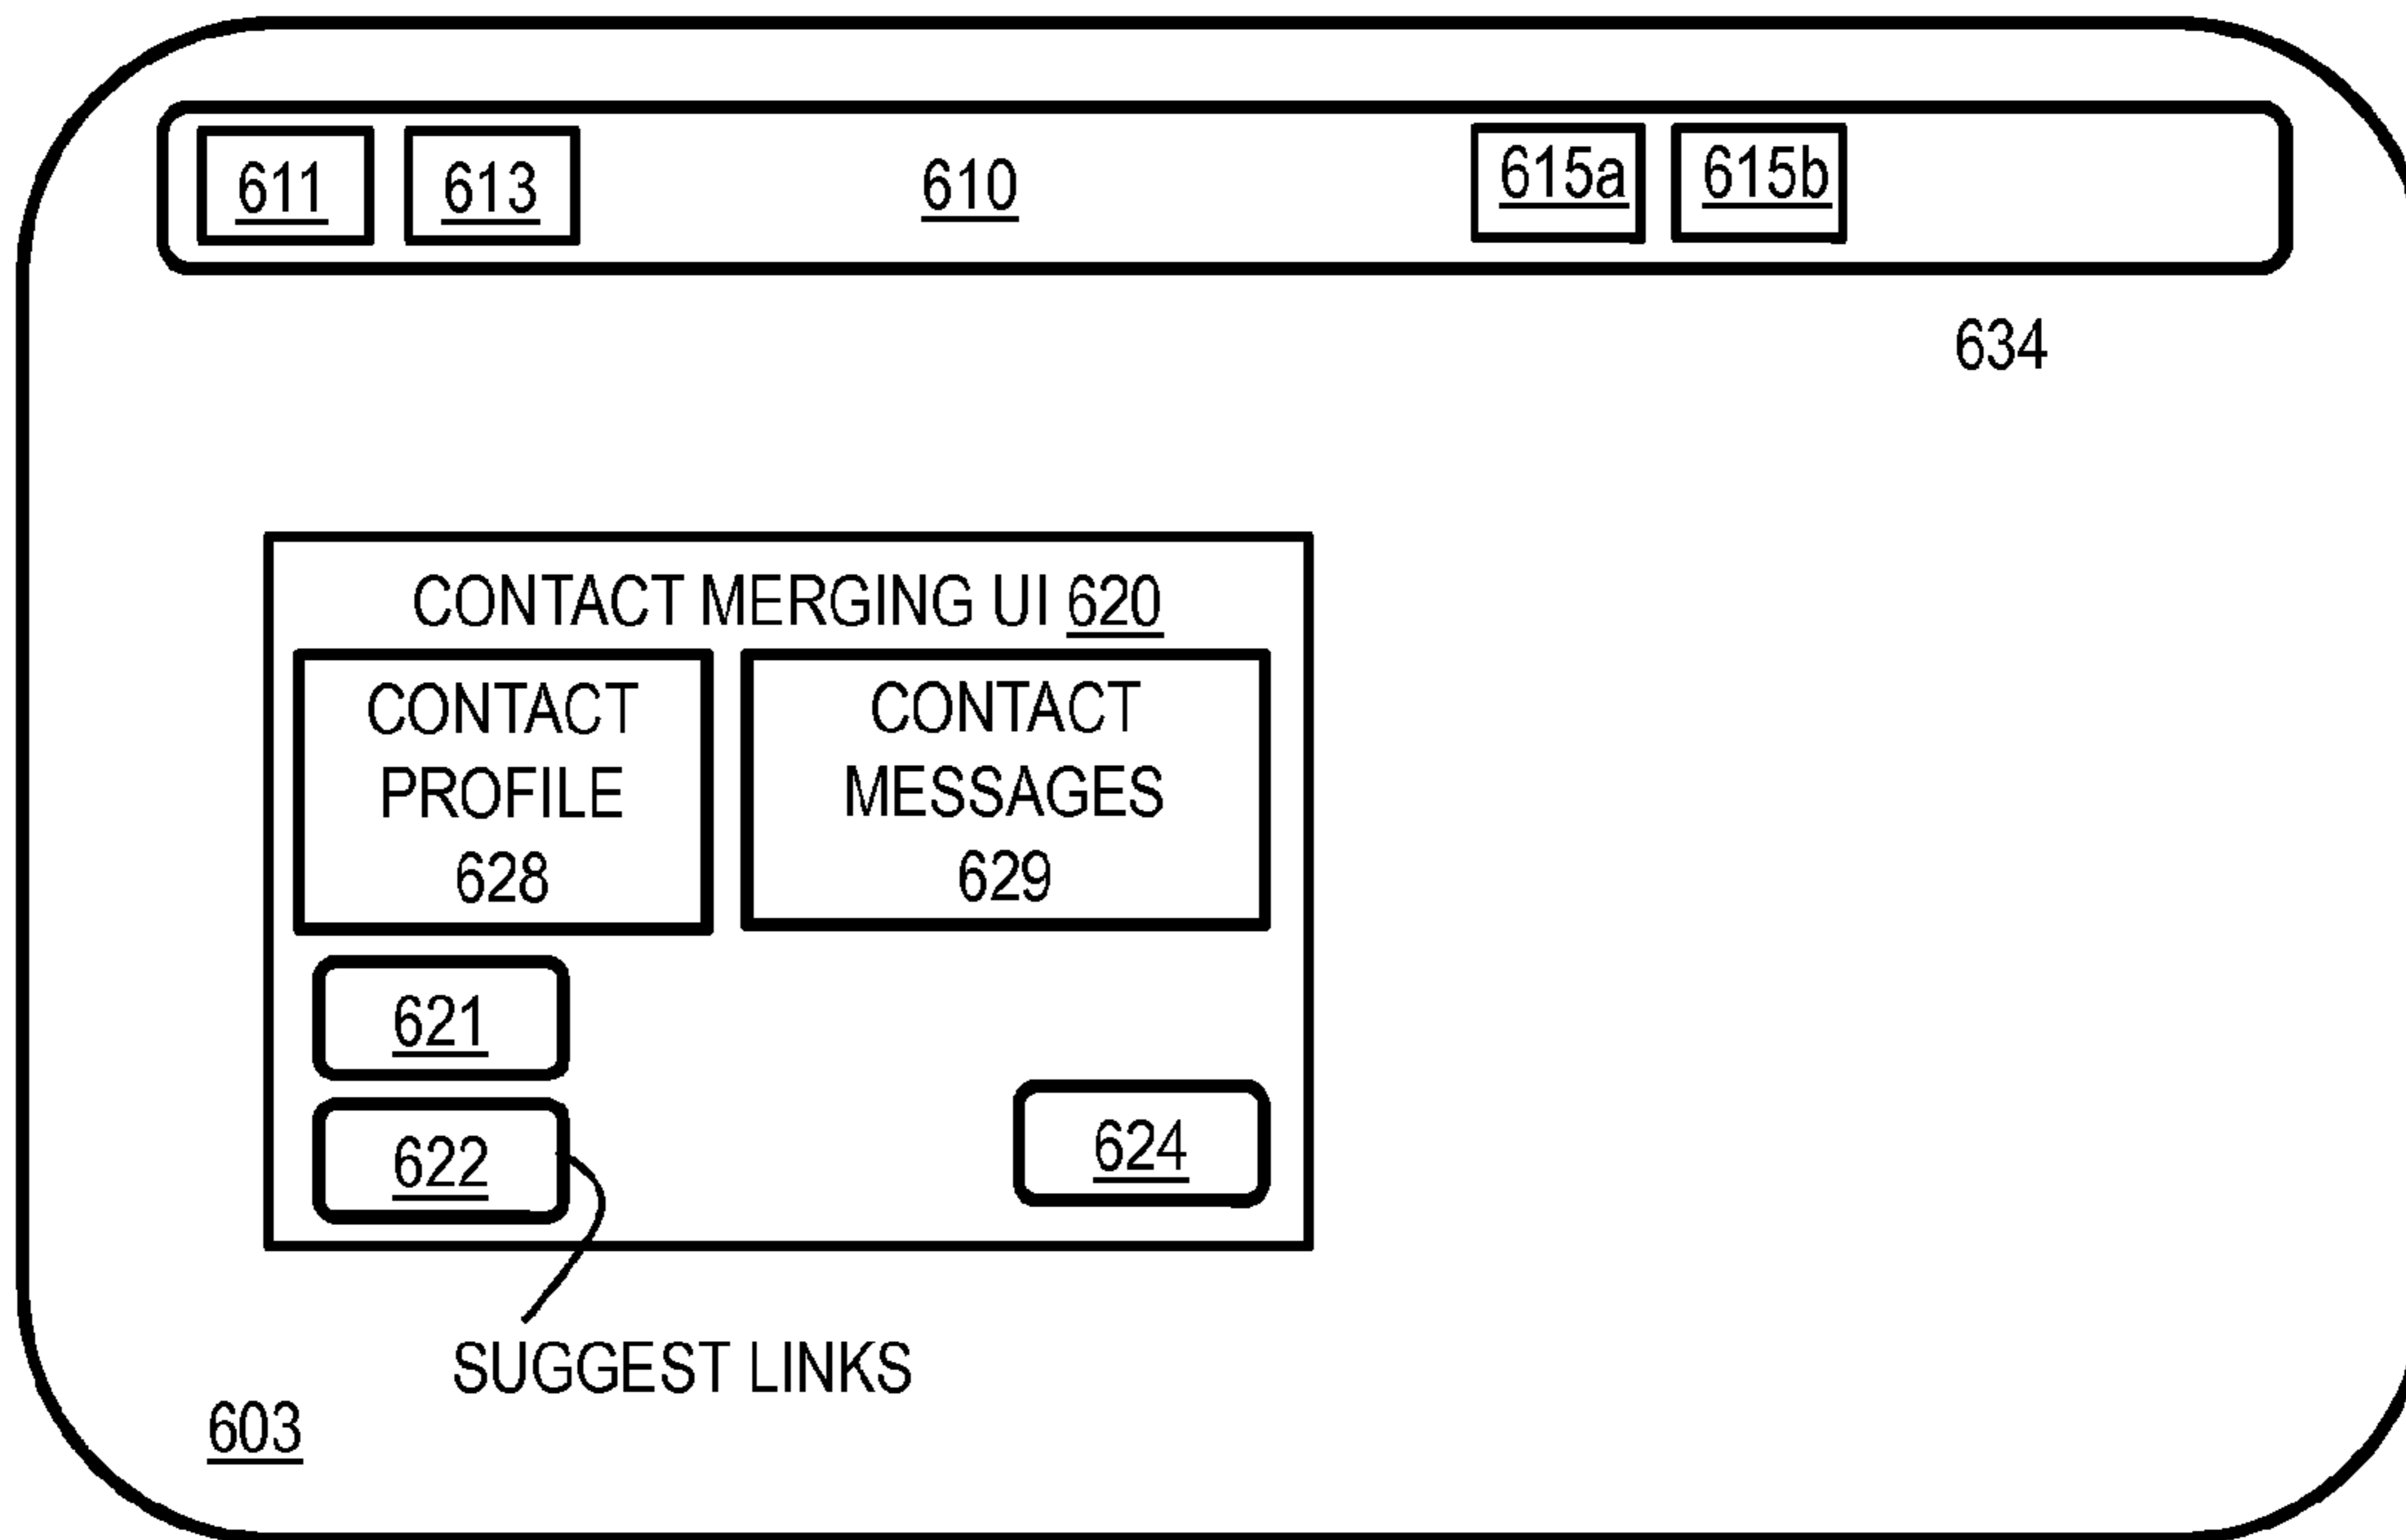 611 613 610 615a 615b
634
CONTACT MERGING UI 620
CONTACT
PROFILE
628
CONTACT
MESSAGES
629
621
622
624
SUGGEST LINKS
603